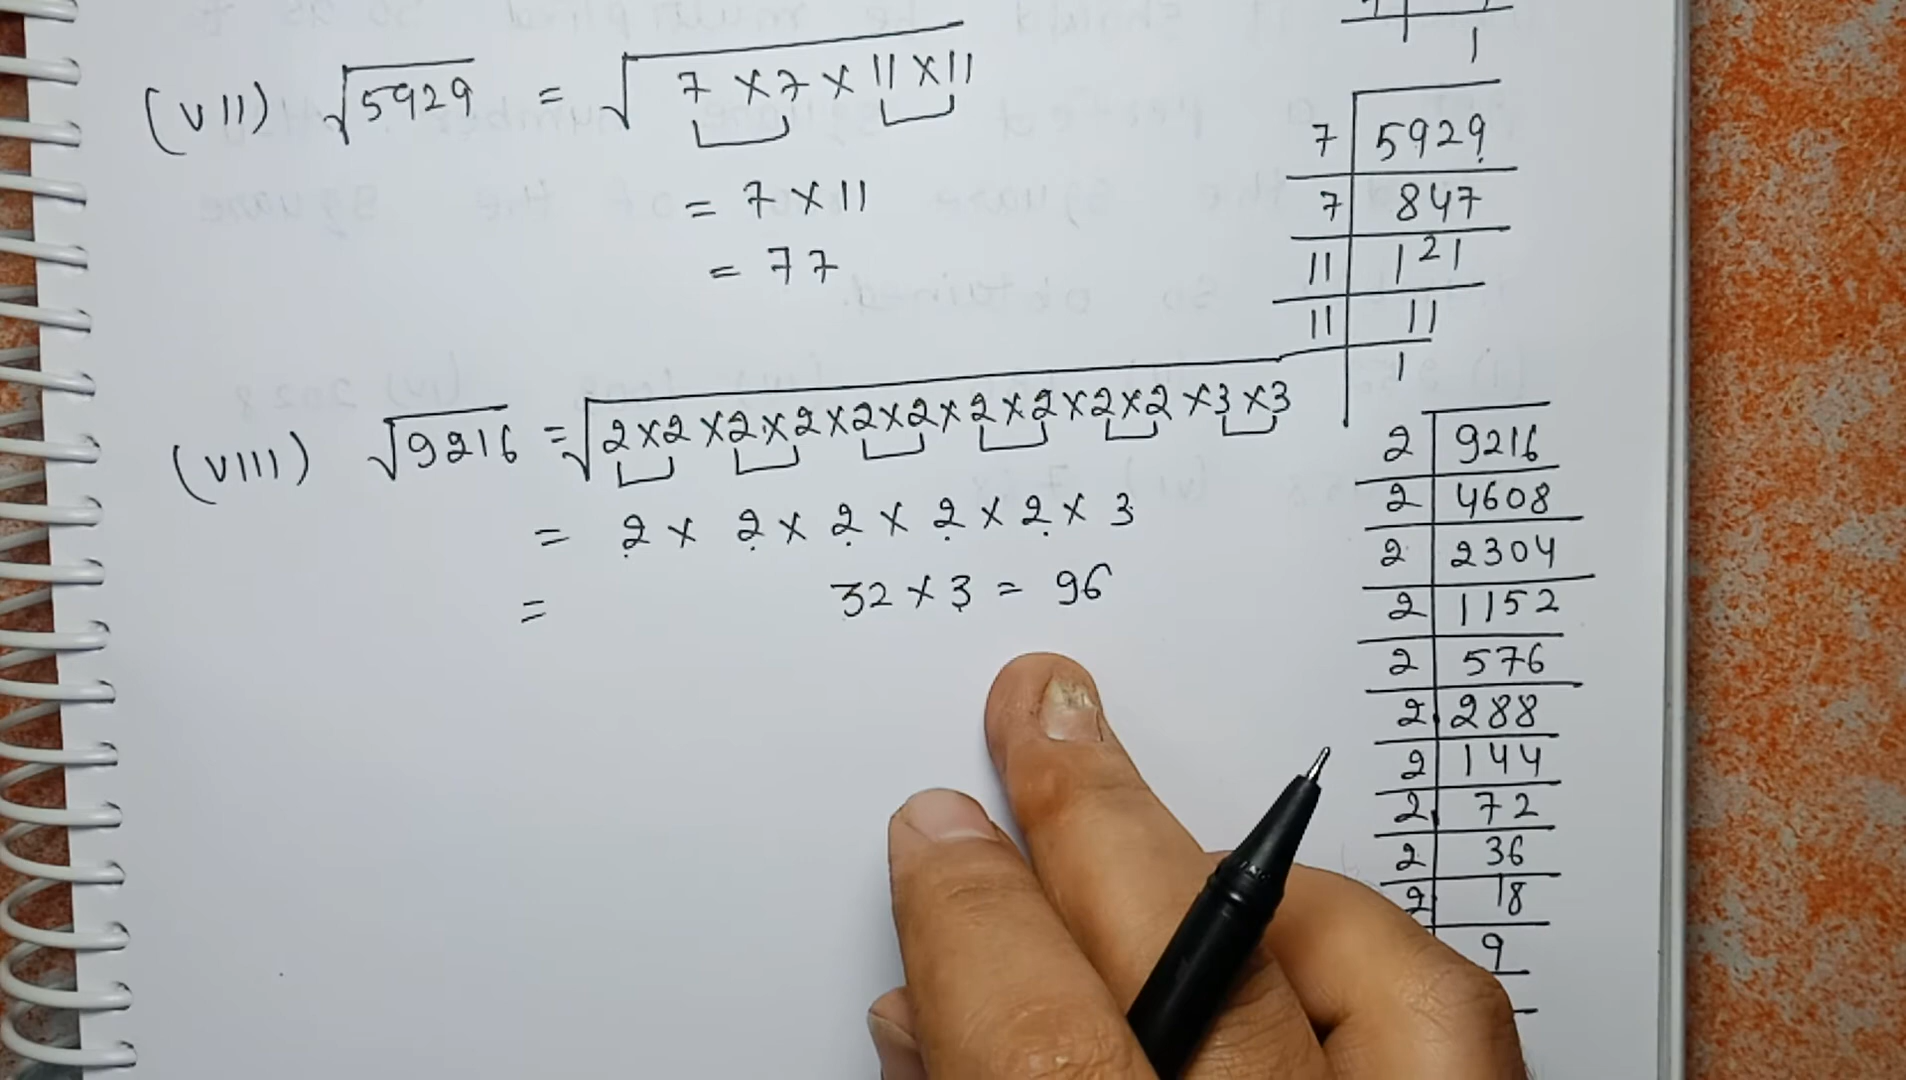 (VII) √5929 = √7 × 7 × 11 × 11
= 7 × 11
= 77
(VIII) √9216 = √2×2 × 2×2 × 2×2 × 2×2 × 2×2 × 3×3
= 2 × 2 × 2 × 2 × 2 × 3
= 32 × 3 = 96
1
7 | 5929
7 | 847
11 | 121
11 | 11
1
2 | 9216
2 | 4608
2 | 2304
2 | 1152
2 | 576
2 | 288
2 | 144
2 | 72
2 | 36
2 | 18
9